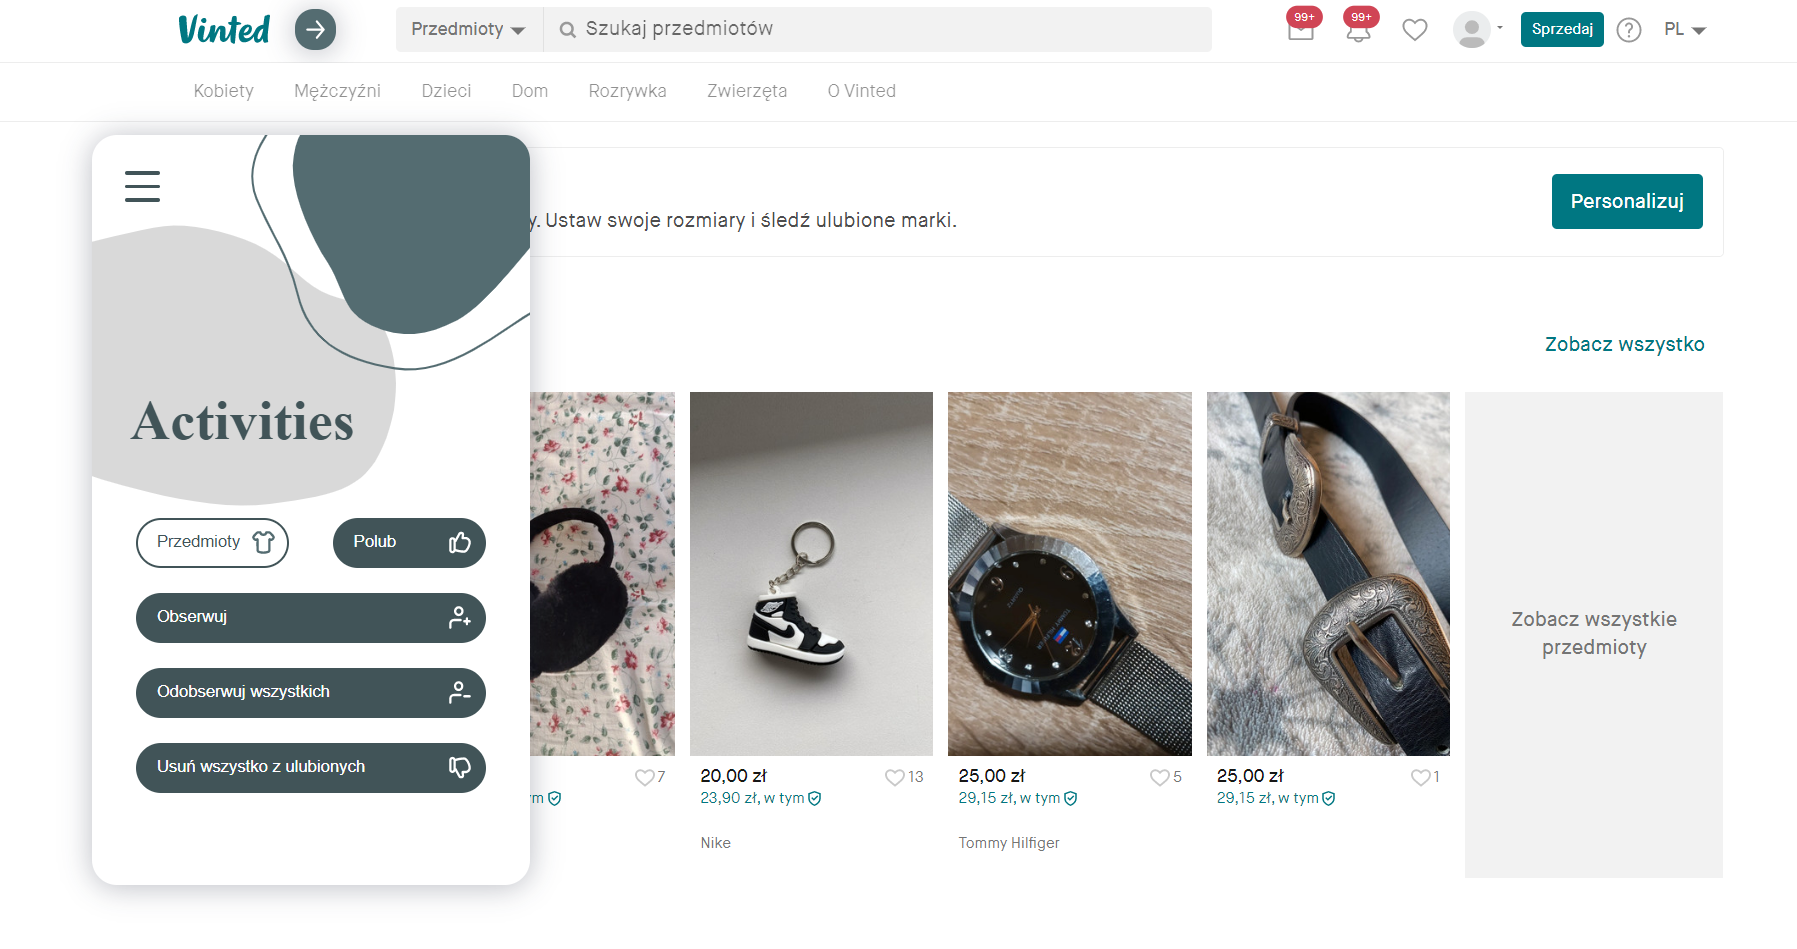 Vinted
Przedmioty
Szukaj przedmiotów
99+
99+
Sprzedaj
?
PL
Kobiety
Mężczyźni
Dzieci
Dom
Rozrywka
Zwierzęta
O Vinted
y. Ustaw swoje rozmiary i śledź ulubione marki.
Personalizuj
Zobacz wszystko
Activities
Przedmioty
Polub
Obserwuj
Odobserwuj wszystkich
Usuń wszystko z ulubionych
7
ym
20,00 zł
13
23,90 zł, w tym
Nike
25,00 zł
5
29,15 zł, w tym
Tommy Hilfiger
25,00 zł
1
29,15 zł, w tym
Zobacz wszystkie
przedmioty